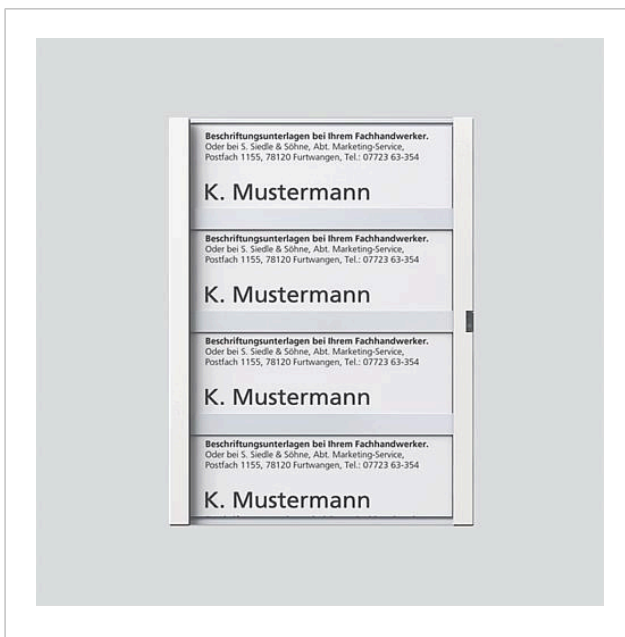 Beschriftungsunterlagen bei Ihrem Fachhandwerker.
Oder bei S. Siedle & Söhne, Abt. Marketing-Service,
Postfach 1155, 78120 Furtwangen, Tel.: 07723 63-354
K. Mustermann
Beschriftungsunterlagen bei Ihrem Fachhandwerker.
Oder bei S. Siedle & Söhne, Abt. Marketing-Service,
Postfach 1155, 78120 Furtwangen, Tel.: 07723 63-354
K. Mustermann
Beschriftungsunterlagen bei Ihrem Fachhandwerker.
Oder bei S. Siedle & Söhne, Abt. Marketing-Service,
Postfach 1155, 78120 Furtwangen, Tel.: 07723 63-354
K. Mustermann
Beschriftungsunterlagen bei Ihrem Fachhandwerker.
Oder bei S. Siedle & Söhne, Abt. Marketing-Service,
Postfach 1155, 78120 Furtwangen, Tel.: 07723 63-354
K. Mustermann